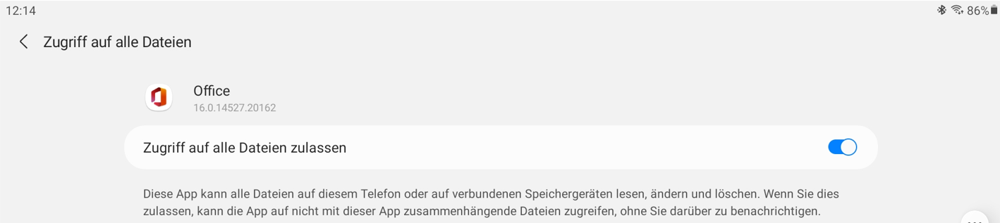 12:14
86%
Zugriff auf alle Dateien
Office
16.0.14527.20162
Zugriff auf alle Dateien zulassen
Diese App kann alle Dateien auf diesem Telefon oder auf verbundenen Speichergeräten lesen, ändern und löschen. Wenn Sie dies
zulassen, kann die App auf nicht mit dieser App zusammenhängende Dateien zugreifen, ohne Sie darüber zu benachrichtigen.